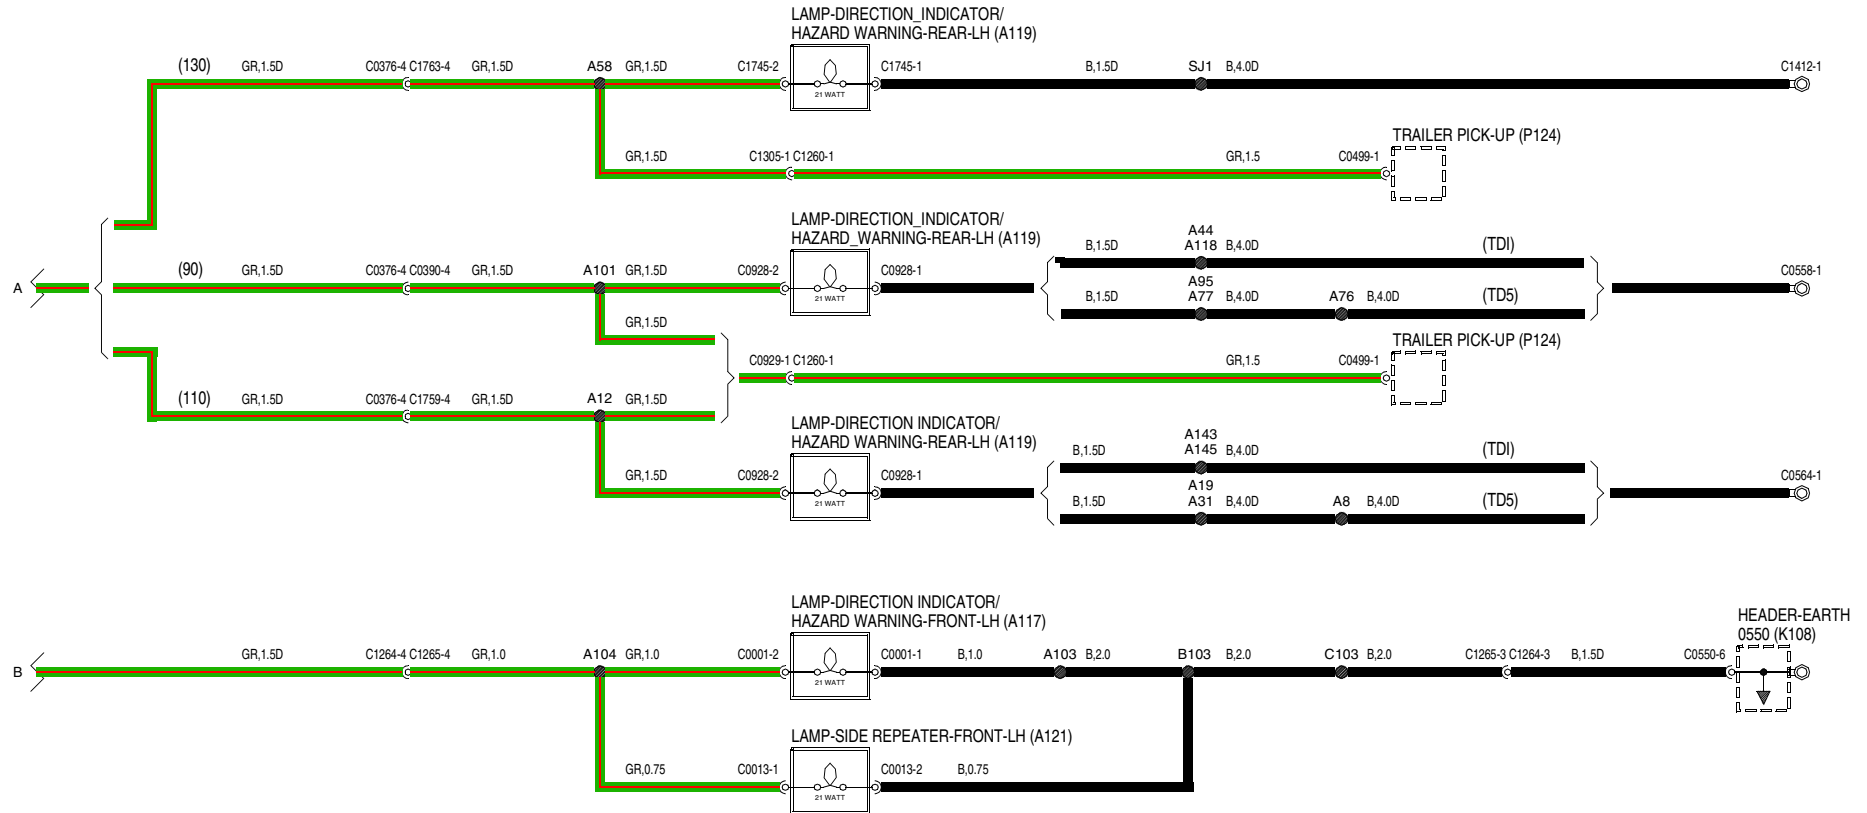 LAMP-DIRECTION_INDICATOR/
HAZARD WARNING-REAR-LH (A119)
(130) GR,1.5D C0376-4 C1763-4 GR,1.5D A58 GR,1.5D C1745-2 C1745-1 B,1.5D SJ1 B,4.0D C1412-1
21 WATT
TRAILER PICK-UP (P124)
GR,1.5D C1305-1 C1260-1 GR,1.5 C0499-1
LAMP-DIRECTION_INDICATOR/
HAZARD_WARNING-REAR-LH (A119)
A44
B,1.5D A118 B,4.0D (TDI)
A (90) GR,1.5D C0376-4 C0390-4 GR,1.5D A101 GR,1.5D C0928-2 C0928-1 C0558-1
A95
B,1.5D A77 B,4.0D A76 B,4.0D (TD5)
21 WATT
GR,1.5D
TRAILER PICK-UP (P124)
C0929-1 C1260-1 GR,1.5 C0499-1
(110) GR,1.5D C0376-4 C1759-4 GR,1.5D A12 GR,1.5D
LAMP-DIRECTION INDICATOR/
HAZARD WARNING-REAR-LH (A119)
A143
B,1.5D A145 B,4.0D (TDI)
GR,1.5D C0928-2 C0928-1 C0564-1
A19
B,1.5D A31 B,4.0D A8 B,4.0D (TD5)
21 WATT
LAMP-DIRECTION INDICATOR/
HAZARD WARNING-FRONT-LH (A117)
HEADER-EARTH
0550 (K108)
B GR,1.5D C1264-4 C1265-4 GR,1.0 A104 GR,1.0 C0001-2 C0001-1 B,1.0 A103 B,2.0 B103 B,2.0 C103 B,2.0 C1265-3 C1264-3 B,1.5D C0550-6
21 WATT
LAMP-SIDE REPEATER-FRONT-LH (A121)
GR,0.75 C0013-1 C0013-2 B,0.75
21 WATT